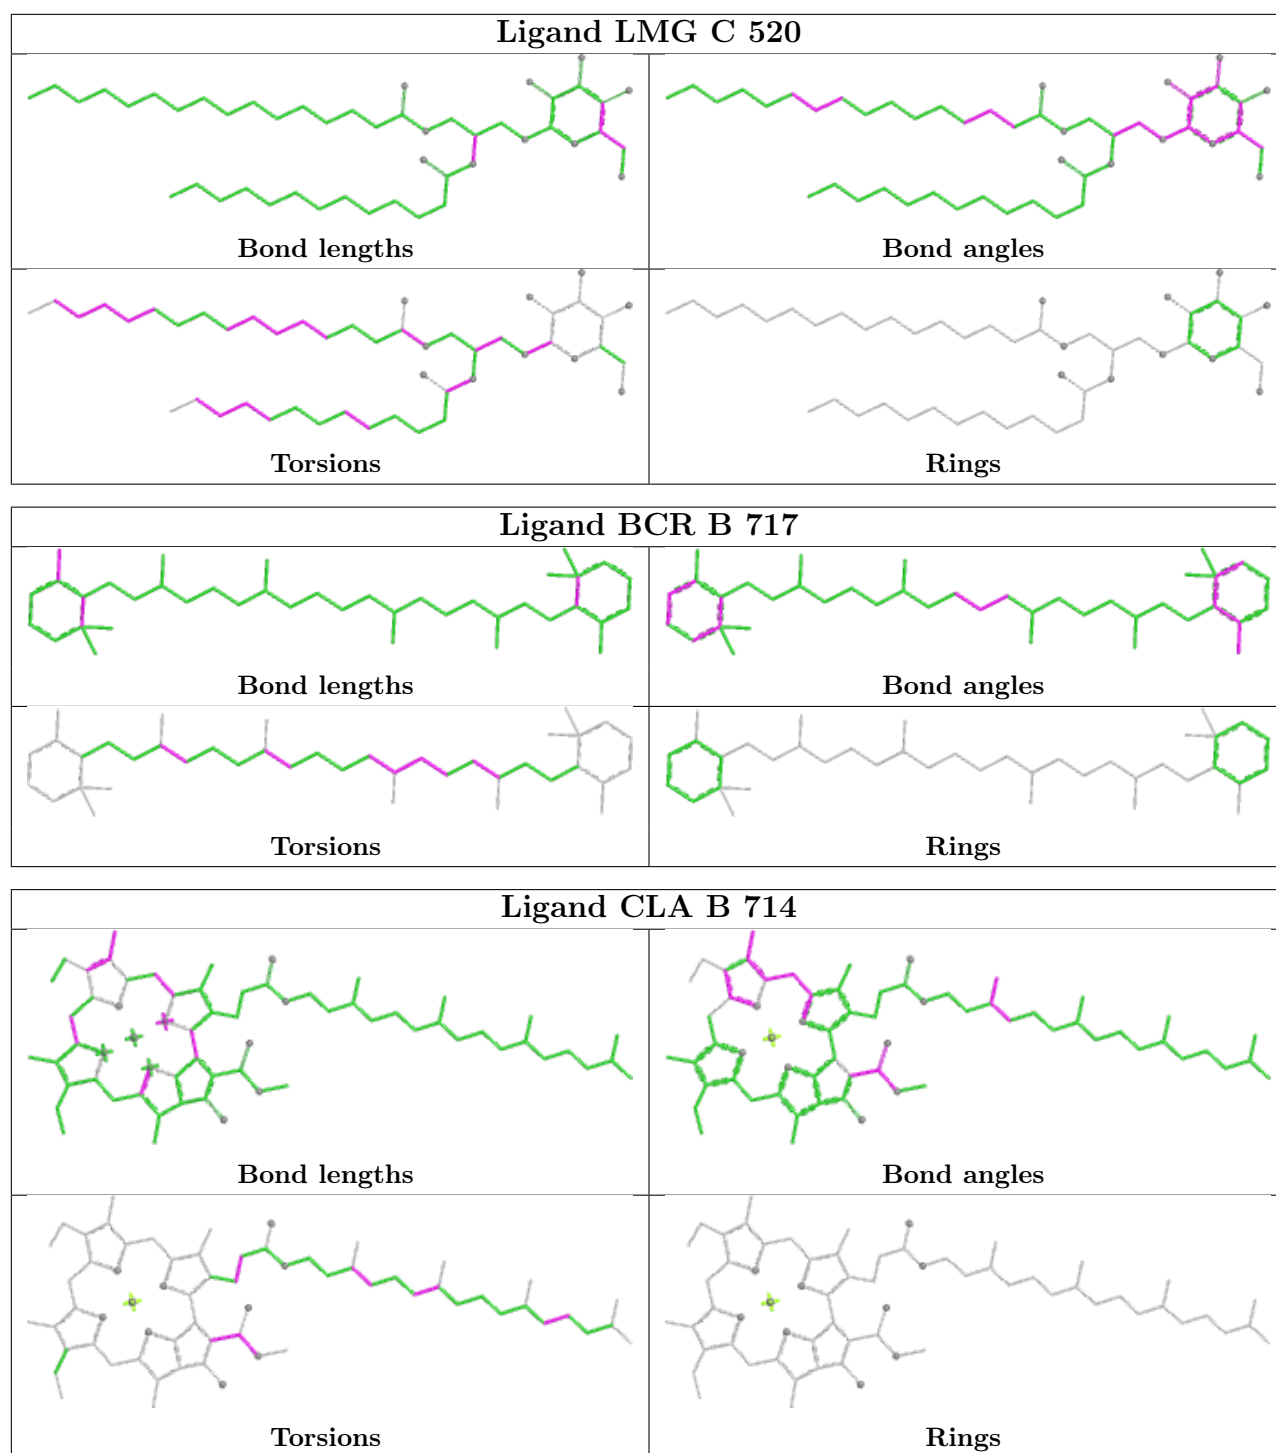 Ligand LMG C 520
Bond lengths
Bond angles
Torsions
Rings
Ligand BCR B 717
Bond lengths
Bond angles
Torsions
Rings
Ligand CLA B 714
Bond lengths
Bond angles
Torsions
Rings